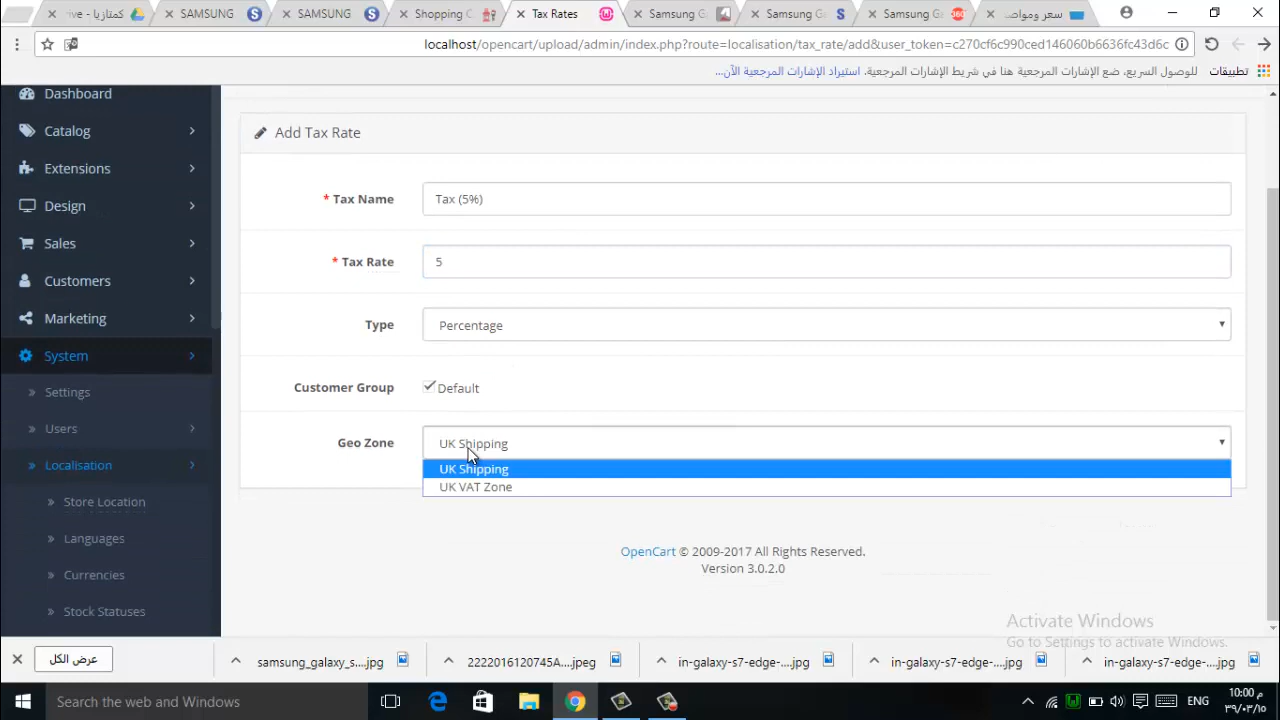 كمتازيا - ive
SAMSUNG
SAMSUNG
Shopping C
Tax Rates
Samsung G
Samsung G
Samsung G
سعر ومواص
localhost/opencart/upload/admin/index.php?route=localisation/tax_rate/add&user_token=c270cf6c990ced146060b6636fc43d6c
تطبيقات
للوصول السريع، ضع الإشارات المرجعية هنا في شريط الإشارات المرجعية. استيراد الإشارات المرجعية الآن...
Dashboard
Catalog
Extensions
Design
Sales
Customers
Marketing
System
Settings
Users
Localisation
Store Location
Languages
Currencies
Stock Statuses
Add Tax Rate
* Tax Name
Tax (5%)
* Tax Rate
5
Type
Percentage
Customer Group
Default
Geo Zone
UK Shipping
UK Shipping
UK VAT Zone
OpenCart © 2009-2017 All Rights Reserved.
Version 3.0.2.0
Activate Windows
Go to Settings to activate Windows.
عرض الكل
samsung_galaxy_s....jpg
2222016120745A....jpeg
in-galaxy-s7-edge-....jpg
in-galaxy-s7-edge-....jpg
in-galaxy-s7-edge-....jpg
Search the web and Windows
ENG
10:00 م
٣٩/٠٣/١٥